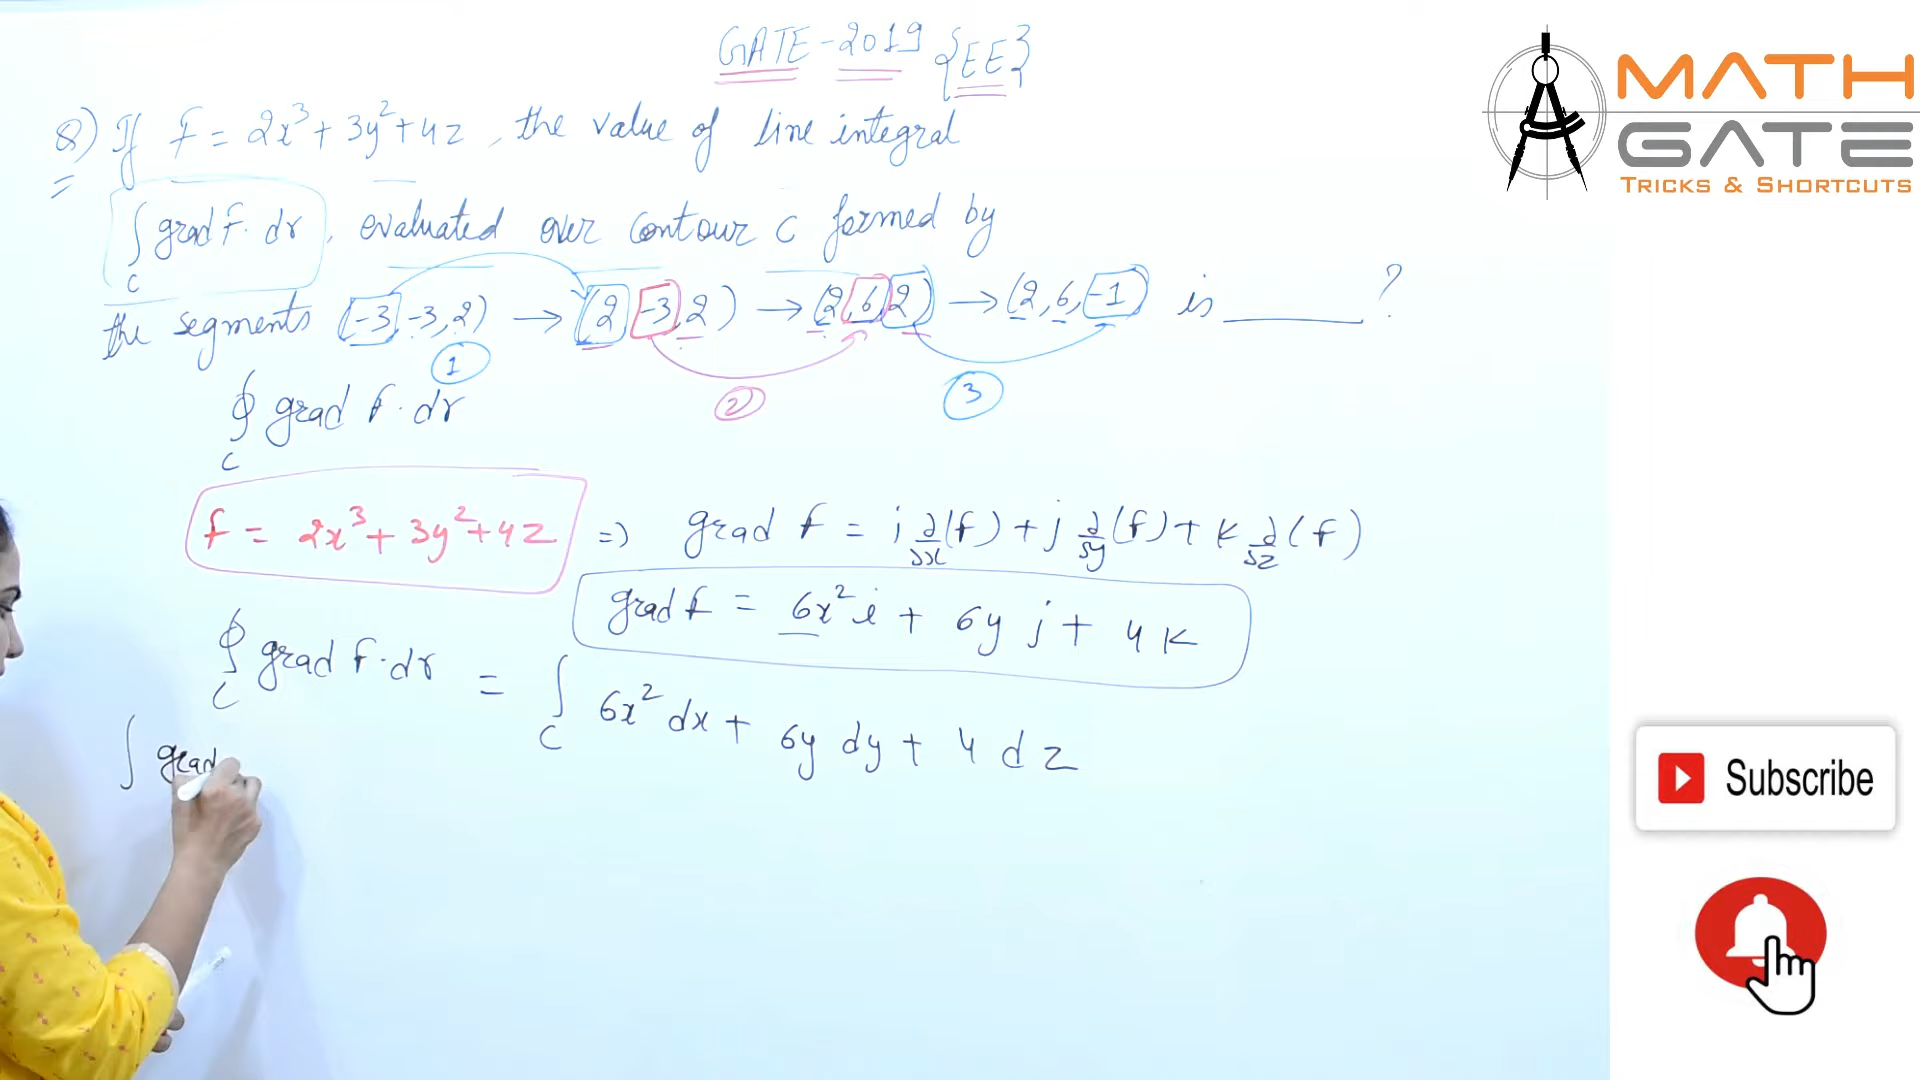 GATE-2019 {EE}
Q) If f = 2x³ + 3y² + 4z, the value of line integral
∫c grad f. dr, evaluated over contour C formed by
the segments (-3, -3, 2) → (2, -3, 2) → (2, 6, 2) → (2, 6, -1) is ______ ?
1 2 3
∮c grad f. dr
f = 2x³ + 3y² + 4z => grad f = i ∂/∂x (f) + j ∂/∂y (f) + k ∂/∂z (f)
grad f = 6x² i + 6y j + 4 k
∮c grad f. dr = ∫c 6x² dx + 6y dy + 4 dz
∫ grad
MATH
GATE
TRICKS & SHORTCUTS
Subscribe